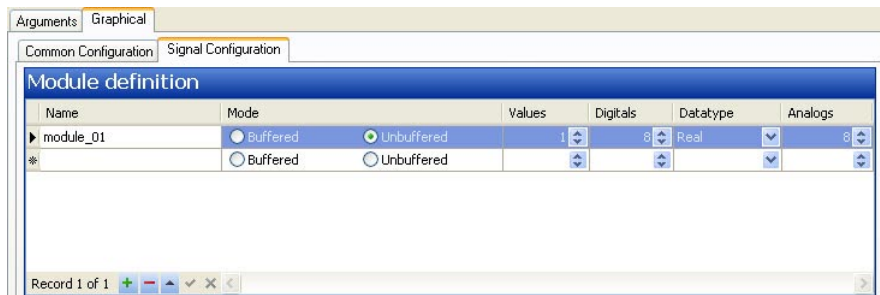 Arguments Graphical
Common Configuration Signal Configuration
Module definition
Name Mode Values Digitals Datatype Analogs
module_01 Buffered Unbuffered 1 8 Real 8
Buffered Unbuffered
Record 1 of 1